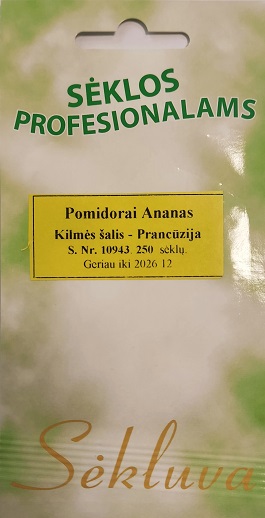 SĖKLOS
PROFESIONALAMS
Pomidorai Ananas
Kilmės šalis - Prancūzija
S. Nr. 10943 250 sėklų.
Geriau iki 2026 12
Sėkluva